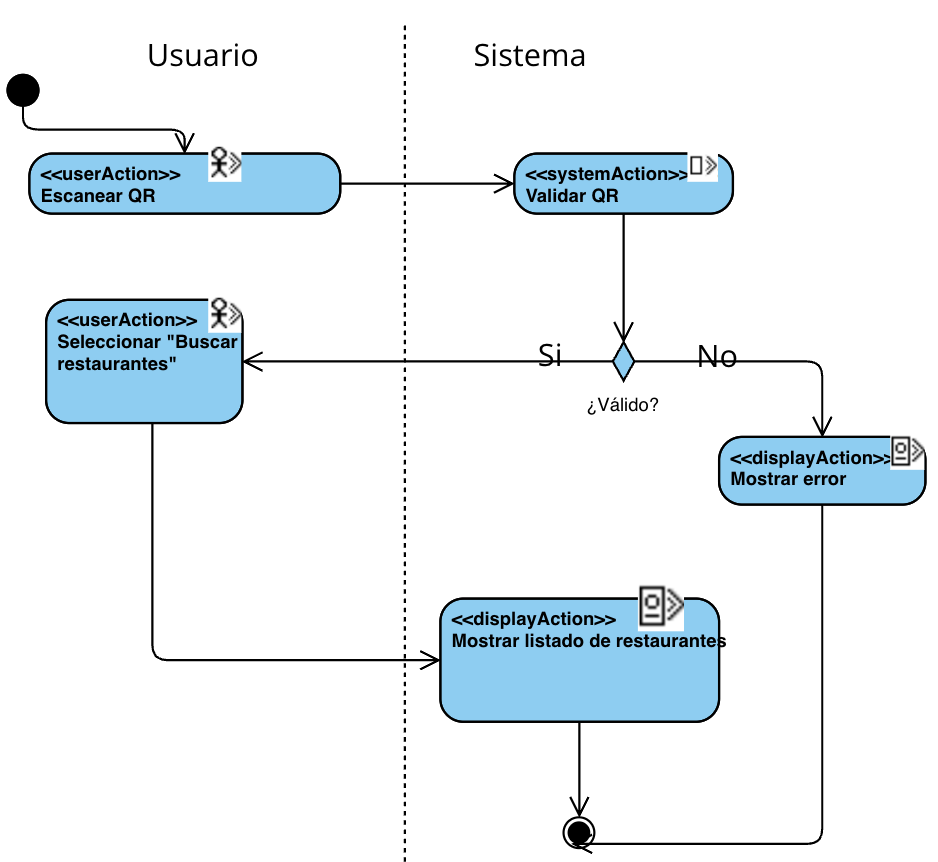 Usuario
Sistema
<<userAction>>
Escanear QR
<<systemAction>>
Validar QR
<<userAction>>
Seleccionar "Buscar
restaurantes"
Si
No
¿Válido?
<<displayAction>>
Mostrar error
<<displayAction>>
Mostrar listado de restaurantes